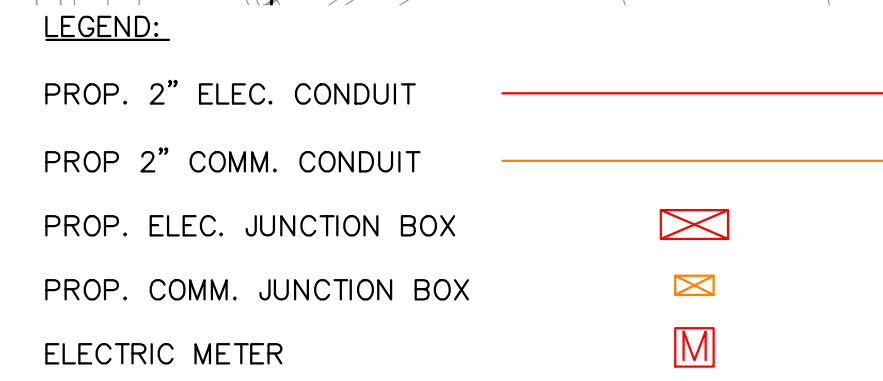 LEGEND:
PROP. 2” ELEC. CONDUIT
PROP 2” COMM. CONDUIT
PROP. ELEC. JUNCTION BOX
PROP. COMM. JUNCTION BOX
ELECTRIC METER M